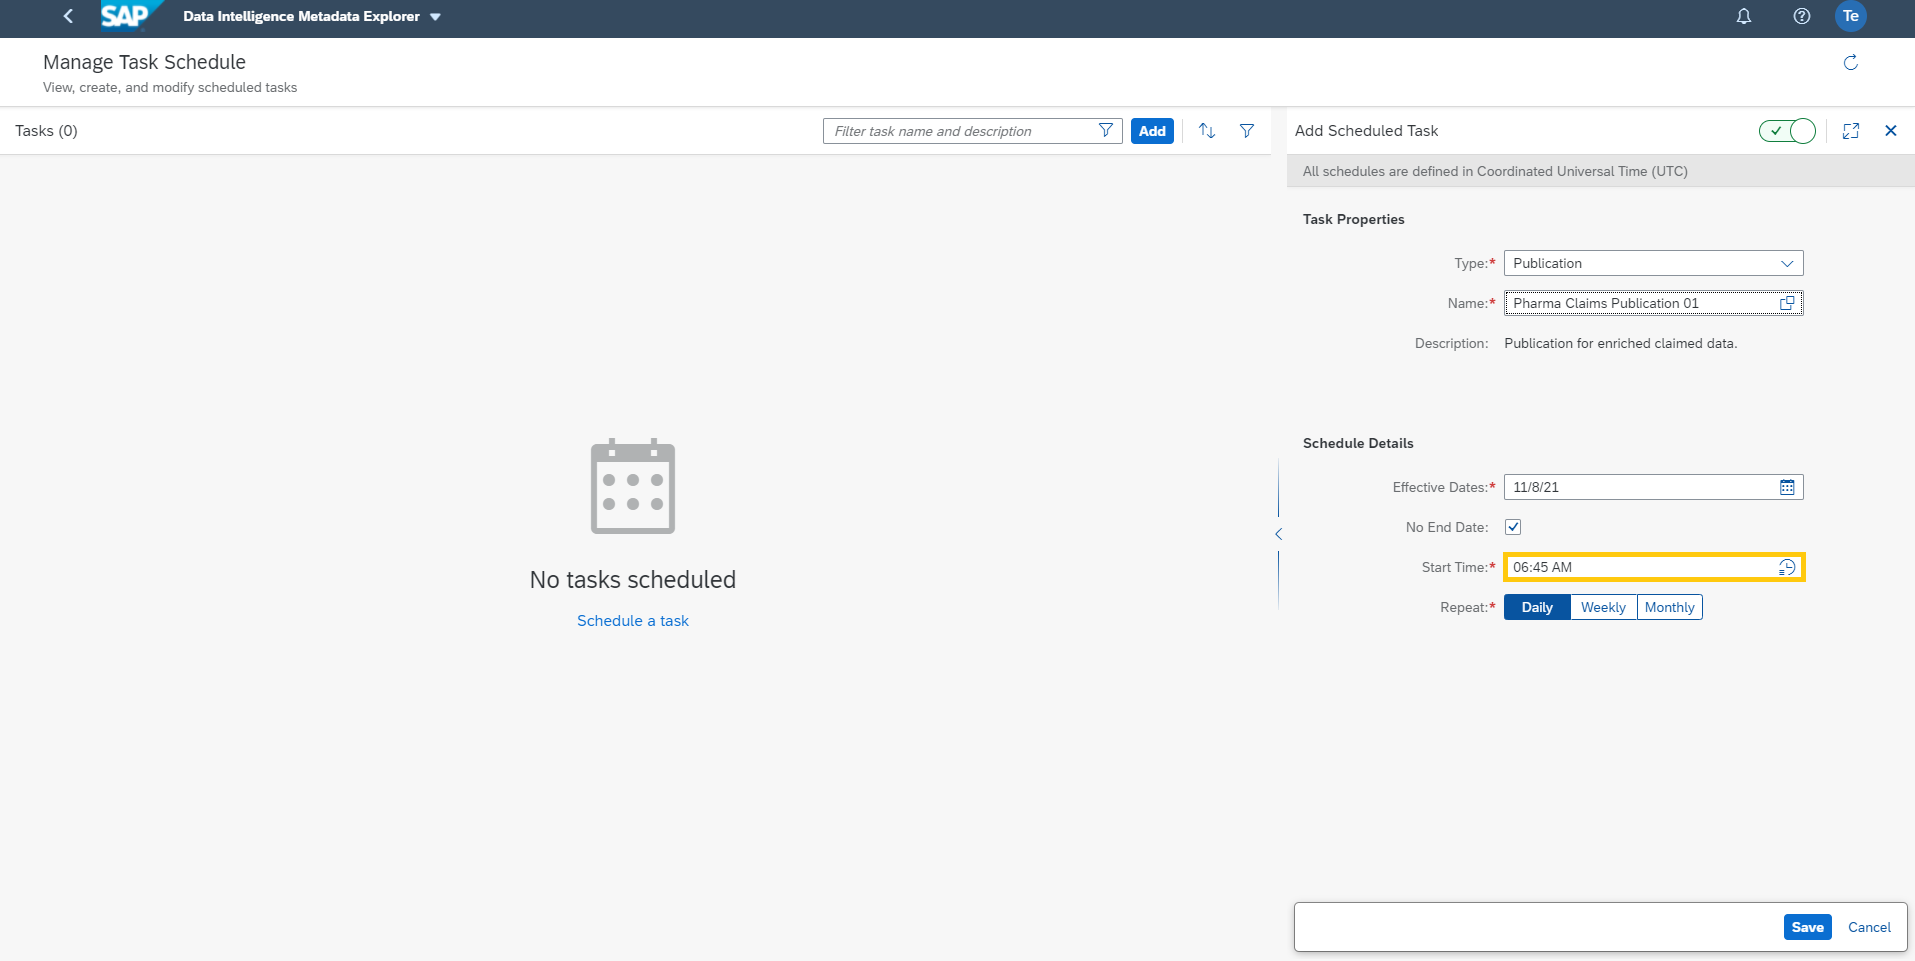 SAP Data Intelligence Metadata Explorer Te
Manage Task Schedule
View, create, and modify scheduled tasks
Tasks (0) Filter task name and description Add
Add Scheduled Task
All schedules are defined in Coordinated Universal Time (UTC)
Task Properties
Type:* Publication
Name:* Pharma Claims Publication 01
Description: Publication for enriched claimed data.
Schedule Details
Effective Dates:* 11/8/21
No End Date:
Start Time:* 06:45 AM
Repeat:* Daily Weekly Monthly
No tasks scheduled
Schedule a task
Save Cancel